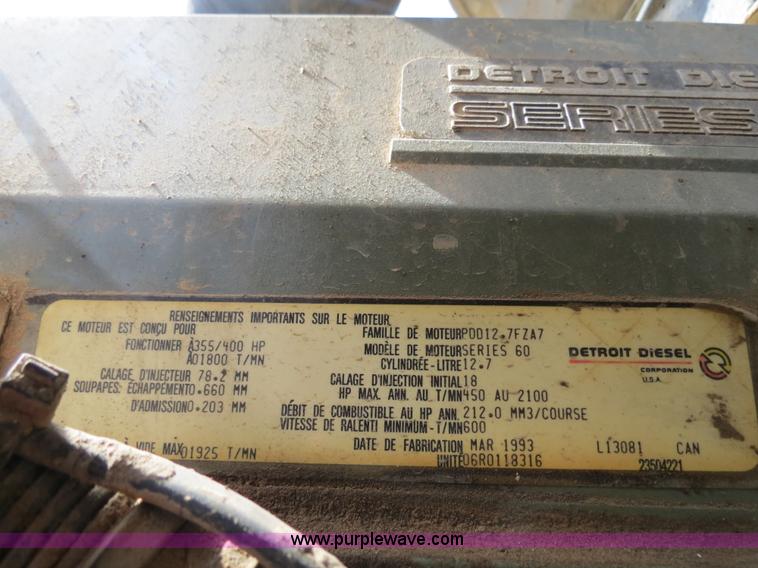 DETROIT DIE
SERIES
RENSEIGNEMENTS IMPORTANTS SUR LE MOTEUR
CE MOTEUR EST CONÇU POUR
FONCTIONNER À355/400 HP
À01800 T/MN
CALAGE D'INJECTEUR 78.2 MM
SOUPAPES: ÉCHAPPEMENTO.660 MM
D'ADMISSION0.203 MM
À VIDE MAX01925 T/MN
FAMILLE DE MOTEURPDD12.7FZA7
MODÈLE DE MOTEURSERIES 60
CYLINDRÉE-LITRE12.7
CALAGE D'INJECTION INITIAL18
HP MAX. ANN. AU T/MN450 AU 2100
DÉBIT DE COMBUSTIBLE AU HP ANN.212.0 MM3/COURSE
VITESSE DE RALENTI MINIMUM-T/MN600
DATE DE FABRICATION MAR 1993
UNITÉ06R0118316
DETROIT DIESEL
CORPORATION
U.S.A.
L13081 CAN
23504221
www.purplewave.com